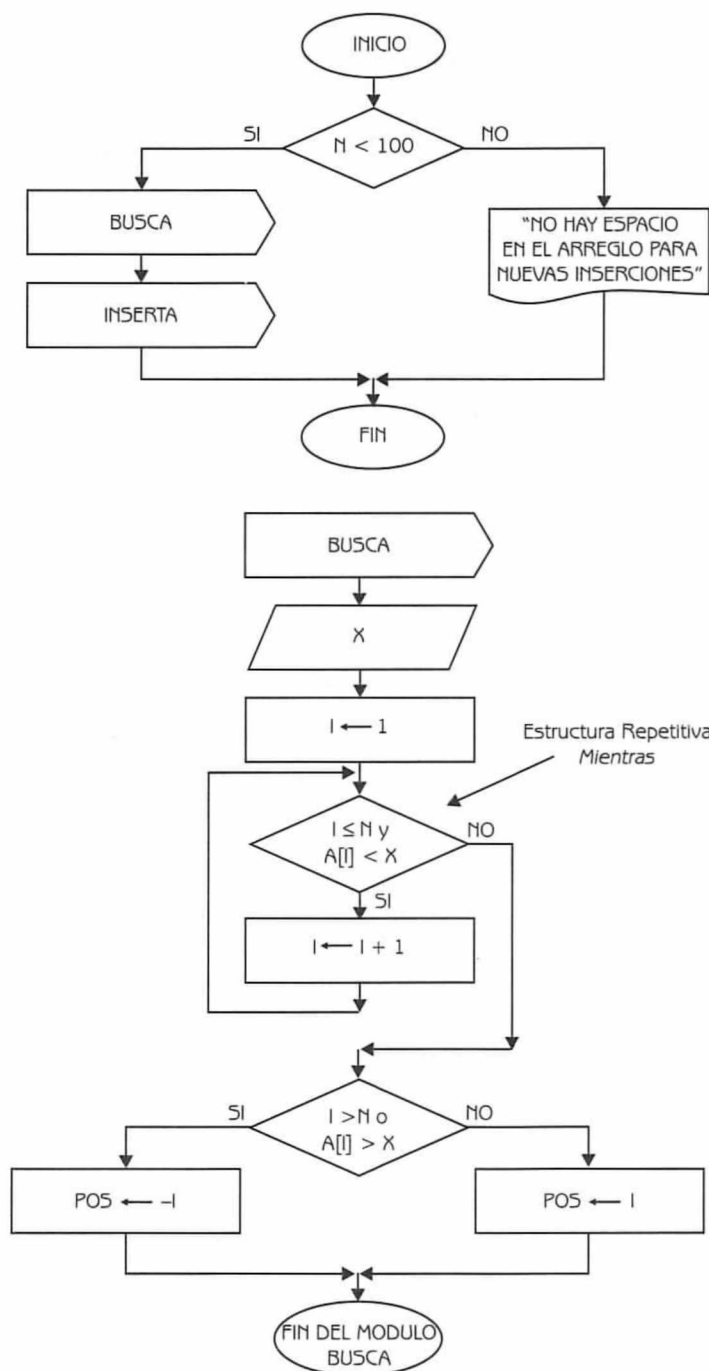 INICIO
SI
N < 100
NO
BUSCA
"NO HAY ESPACIO
EN EL ARREGLO PARA
NUEVAS INSERCIONES"
INSERTA
FIN
BUSCA
X
I ← 1
Estructura Repetitiva
Mientras
I ≤ N y
A[I] < X
NO
SI
I ← I + 1
SI
I >N o
A[I] > X
NO
POS ← –I
POS ← I
FIN DEL MODULO
BUSCA